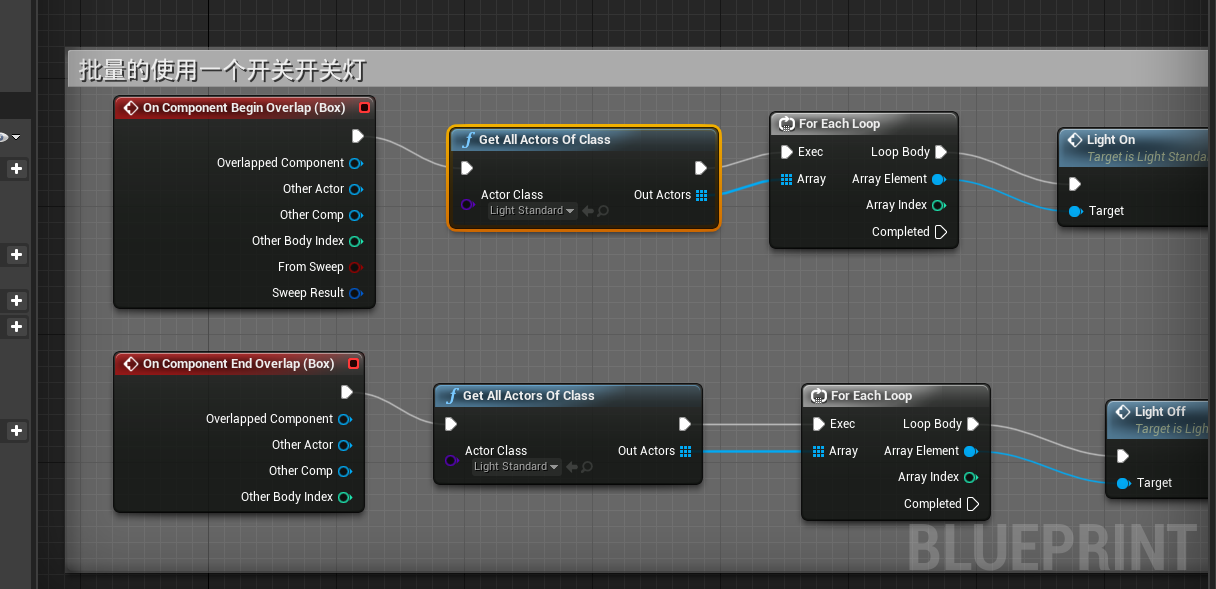 批量的使用一个开关开关灯
On Component Begin Overlap (Box)
Overlapped Component
Other Actor
Other Comp
Other Body Index
From Sweep
Sweep Result
Get All Actors Of Class
Actor Class
Light Standard
Out Actors
For Each Loop
Exec
Loop Body
Array
Array Element
Array Index
Completed
Light On
Target is Light Standa
Target
On Component End Overlap (Box)
Overlapped Component
Other Actor
Other Comp
Other Body Index
Get All Actors Of Class
Actor Class
Light Standard
Out Actors
For Each Loop
Exec
Loop Body
Array
Array Element
Array Index
Completed
Light Off
Target is Ligh
Target
BLUEPRINT